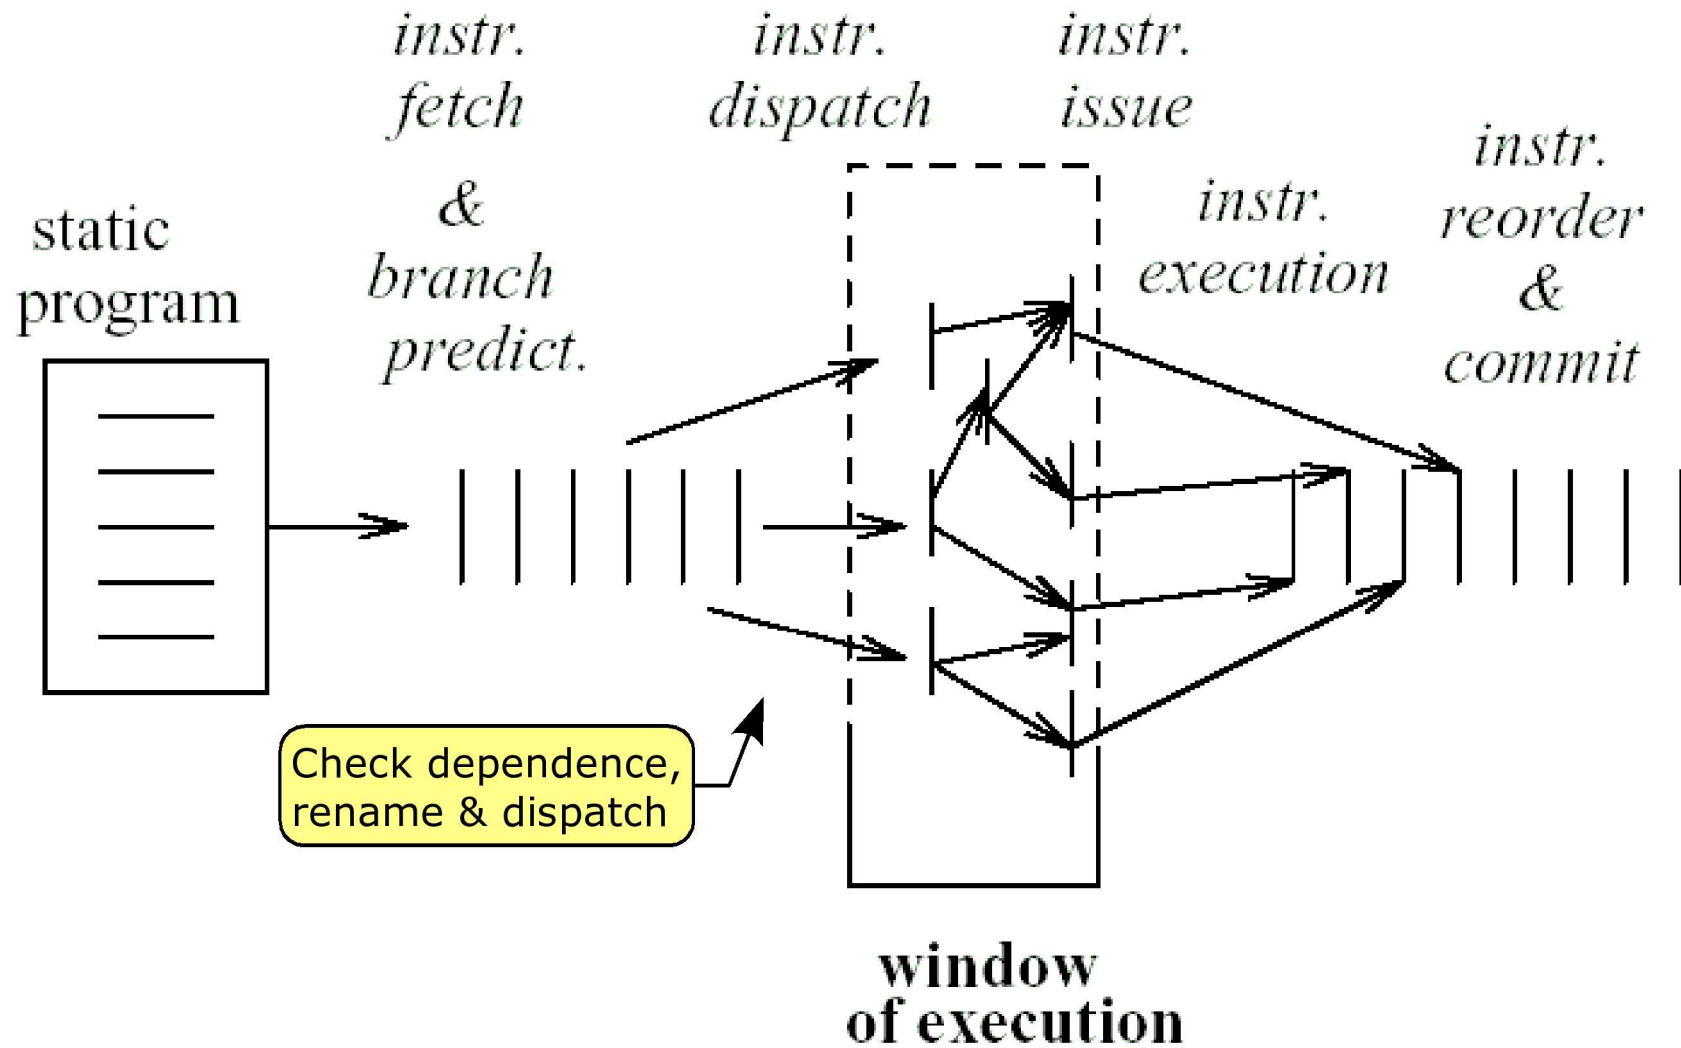 static
program
instr.
fetch
&
branch
predict.
instr.
dispatch
instr.
issue
instr.
execution
instr.
reorder
&
commit
Check dependence,
rename & dispatch
window
of execution